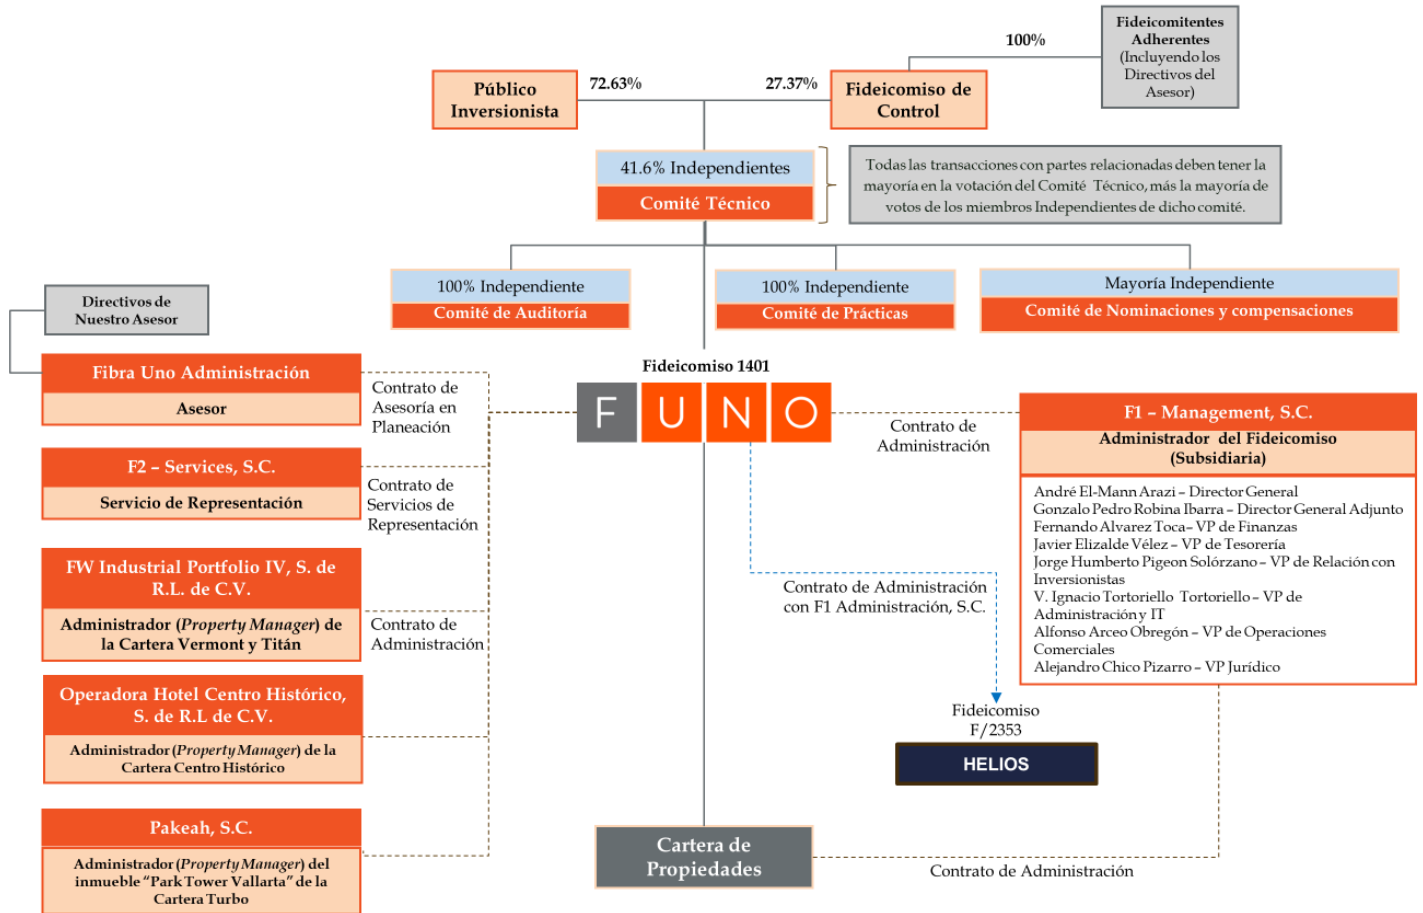 Fideicomitentes
Adherentes
(Incluyendo los
Directivos del
Asesor)
100%
Público
Inversionista
72.63%
27.37%
Fideicomiso de
Control
41.6% Independientes
Comité Técnico
Todas las transacciones con partes relacionadas deben tener la
mayoría en la votación del Comité Técnico, más la mayoría de
votos de los miembros Independientes de dicho comité.
100% Independiente
Comité de Auditoría
100% Independiente
Comité de Prácticas
Mayoría Independiente
Comité de Nominaciones y compensaciones
Directivos de
Nuestro Asesor
Fibra Uno Administración
Asesor
Contrato de
Asesoría en
Planeación
F2 – Services, S.C.
Servicio de Representación
Contrato de
Servicios de
Representación
FW Industrial Portfolio IV, S. de
R.L. de C.V.
Administrador (Property Manager) de
la Cartera Vermont y Titán
Contrato de
Administración
Operadora Hotel Centro Histórico,
S. de R.L de C.V.
Administrador (Property Manager) de la
Cartera Centro Histórico
Pakeah, S.C.
Administrador (Property Manager) del
inmueble “Park Tower Vallarta” de la
Cartera Turbo
Fideicomiso 1401
FUNO
Contrato de
Administración
F1 – Management, S.C.
Administrador del Fideicomiso
(Subsidiaria)
André El-Mann Arazi – Director General
Gonzalo Pedro Robina Ibarra – Director General Adjunto
Fernando Alvarez Toca– VP de Finanzas
Javier Elizalde Vélez – VP de Tesorería
Jorge Humberto Pigeon Solórzano – VP de Relación con
Inversionistas
V. Ignacio Tortoriello Tortoriello – VP de
Administración y IT
Alfonso Arceo Obregón – VP de Operaciones
Comerciales
Alejandro Chico Pizarro – VP Jurídico
Contrato de Administración
con F1 Administración, S.C.
Fideicomiso
F/2353
HELIOS
Cartera de
Propiedades
Contrato de Administración